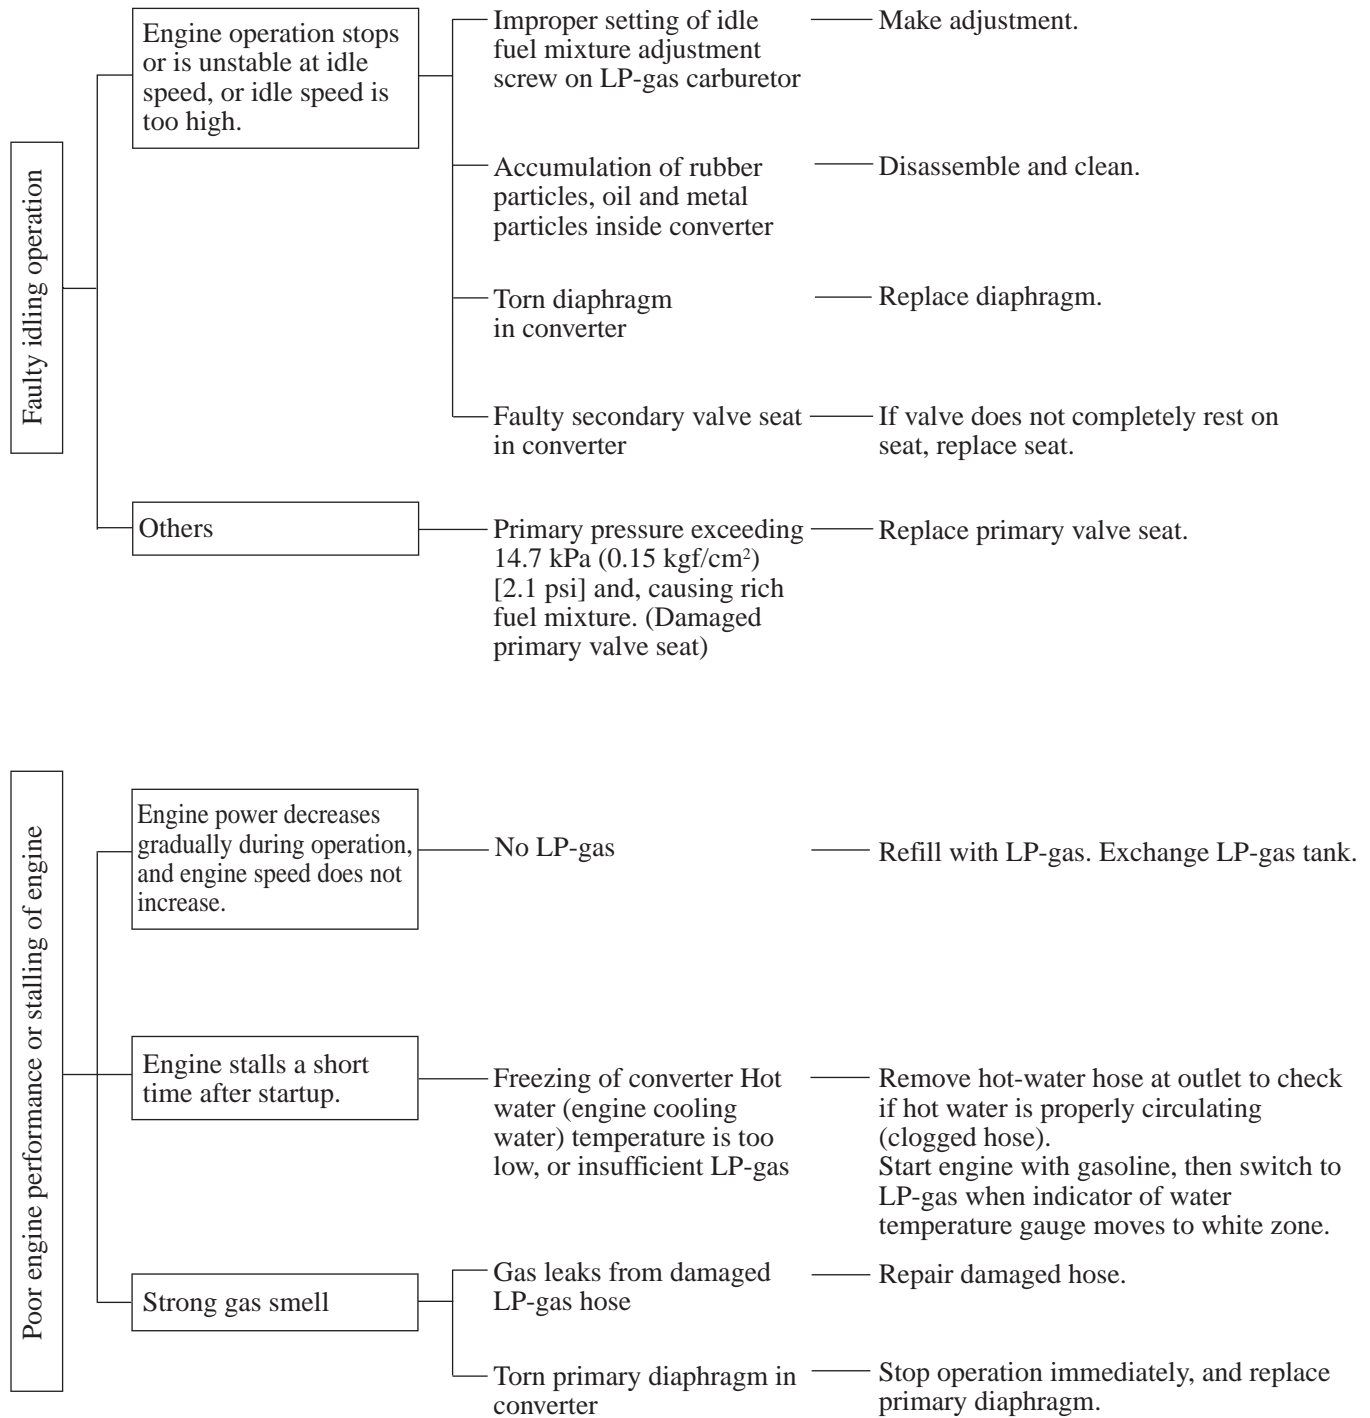 Faulty idling operation
Engine operation stops
or is unstable at idle
speed, or idle speed is
too high.
Improper setting of idle
fuel mixture adjustment
screw on LP-gas carburetor
Make adjustment.
Accumulation of rubber
particles, oil and metal
particles inside converter
Disassemble and clean.
Torn diaphragm
in converter
Replace diaphragm.
Faulty secondary valve seat
in converter
If valve does not completely rest on
seat, replace seat.
Others
Primary pressure exceeding
14.7 kPa (0.15 kgf/cm²)
[2.1 psi] and, causing rich
fuel mixture. (Damaged
primary valve seat)
Replace primary valve seat.
Poor engine performance or stalling of engine
Engine power decreases
gradually during operation,
and engine speed does not
increase.
No LP-gas
Refill with LP-gas. Exchange LP-gas tank.
Engine stalls a short
time after startup.
Freezing of converter Hot
water (engine cooling
water) temperature is too
low, or insufficient LP-gas
Remove hot-water hose at outlet to check
if hot water is properly circulating
(clogged hose).
Start engine with gasoline, then switch to
LP-gas when indicator of water
temperature gauge moves to white zone.
Strong gas smell
Gas leaks from damaged
LP-gas hose
Repair damaged hose.
Torn primary diaphragm in
converter
Stop operation immediately, and replace
primary diaphragm.